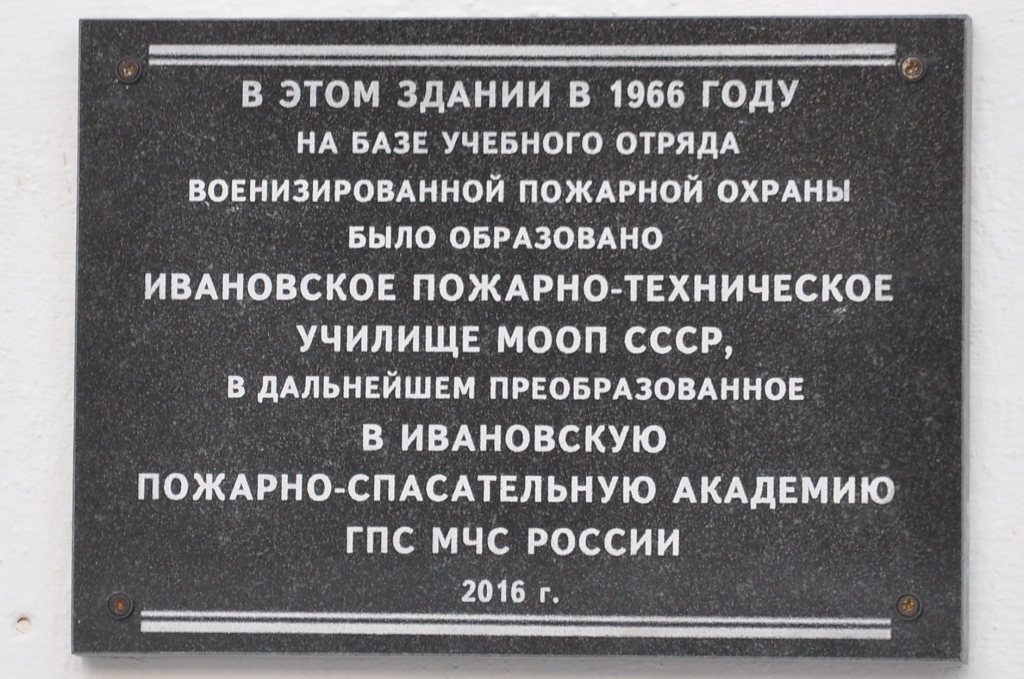 В ЭТОМ ЗДАНИИ В 1966 ГОДУ
НА БАЗЕ УЧЕБНОГО ОТРЯДА
ВОЕНИЗИРОВАННОЙ ПОЖАРНОЙ ОХРАНЫ
БЫЛО ОБРАЗОВАНО
ИВАНОВСКОЕ ПОЖАРНО-ТЕХНИЧЕСКОЕ
УЧИЛИЩЕ МООП СССР,
В ДАЛЬНЕЙШЕМ ПРЕОБРАЗОВАННОЕ
В ИВАНОВСКУЮ
ПОЖАРНО-СПАСАТЕЛЬНУЮ АКАДЕМИЮ
ГПС МЧС РОССИИ
2016 г.